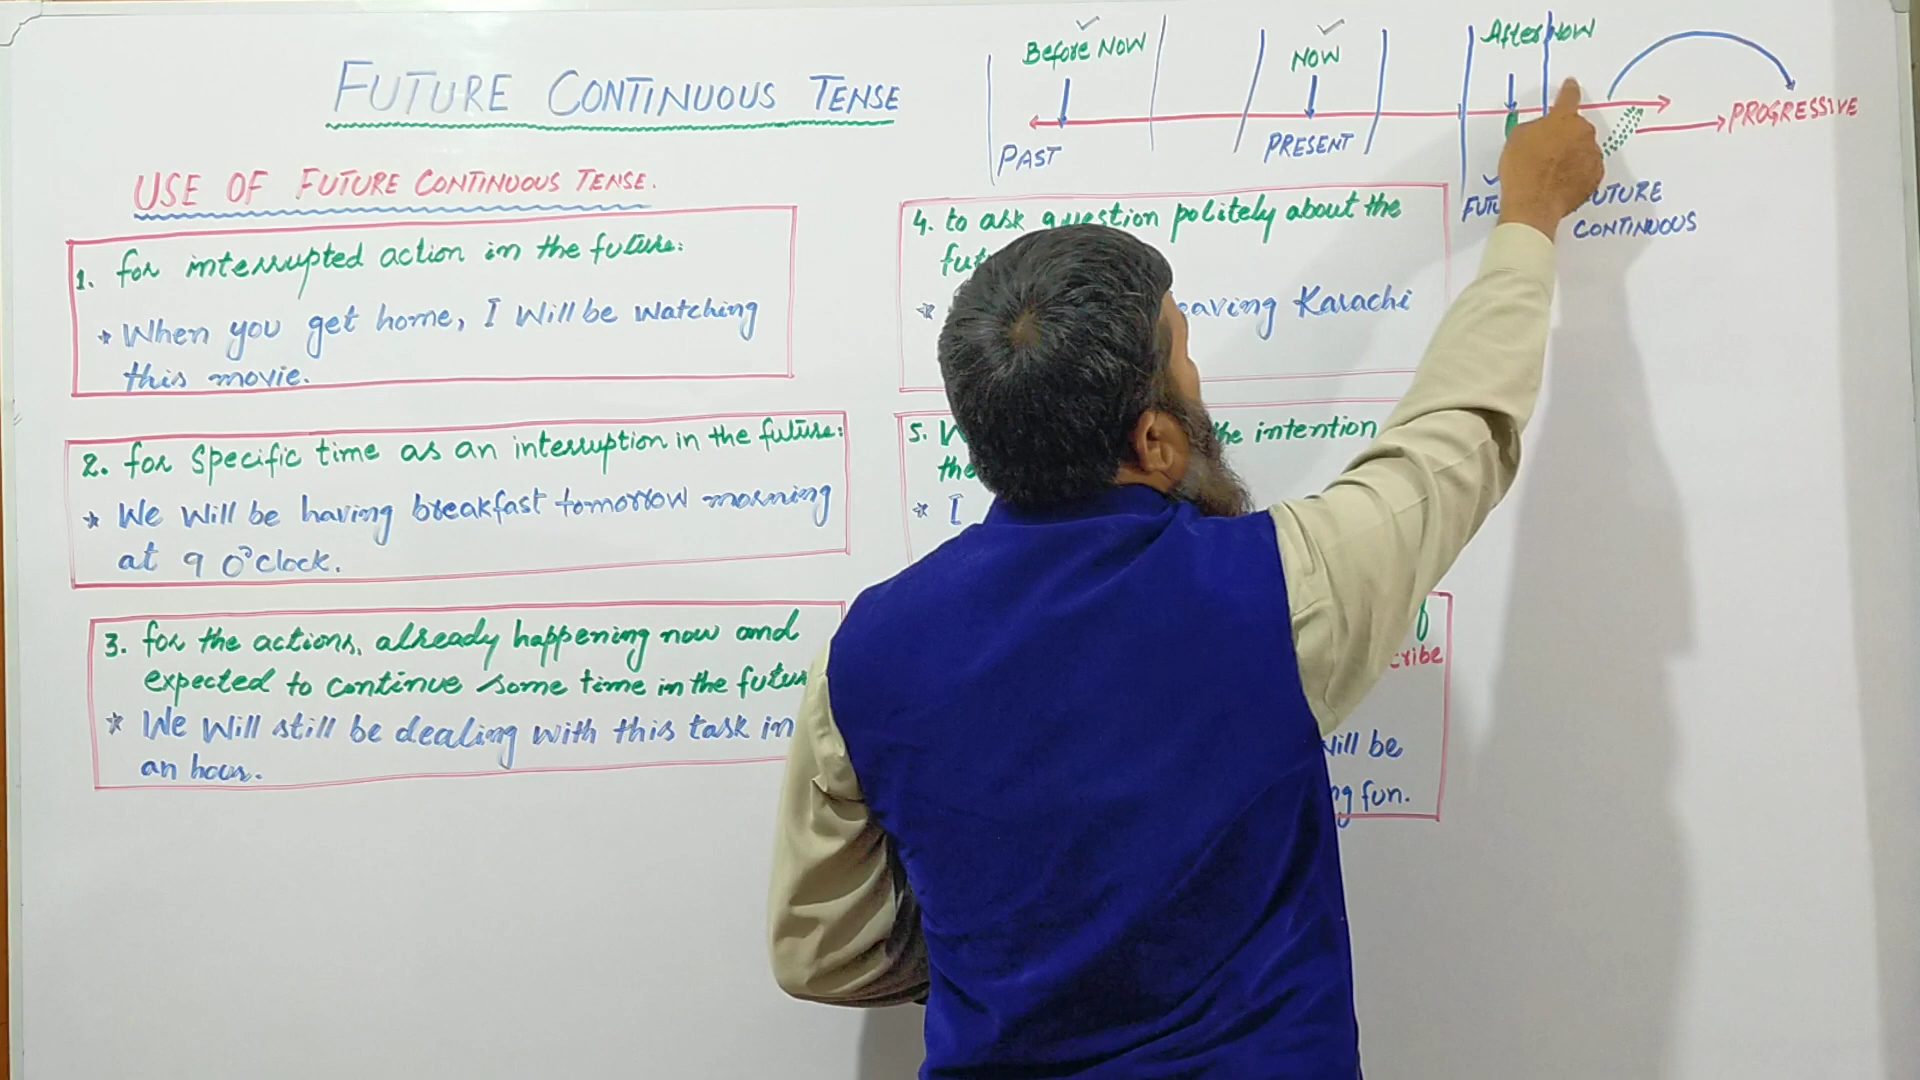 FUTURE CONTINUOUS TENSE
Before NOW
NOW
After NOW
PROGRESSIVE
PAST
PRESENT
FUTURE
CONTINUOUS
USE OF FUTURE CONTINUOUS TENSE.
1. for interrupted action in the future:
* When you get home, I will be watching
this movie.
2. for specific time as an interruption in the future:
* We will be having breakfast tomorrow morning
at 9 O'clock.
3. for the actions, already happening now and
expected to continue some time in the
* We will still be dealing with this task in
an hour.
4. to ask question politely about the
Karachi
5. the intention
* I
will be
fun.